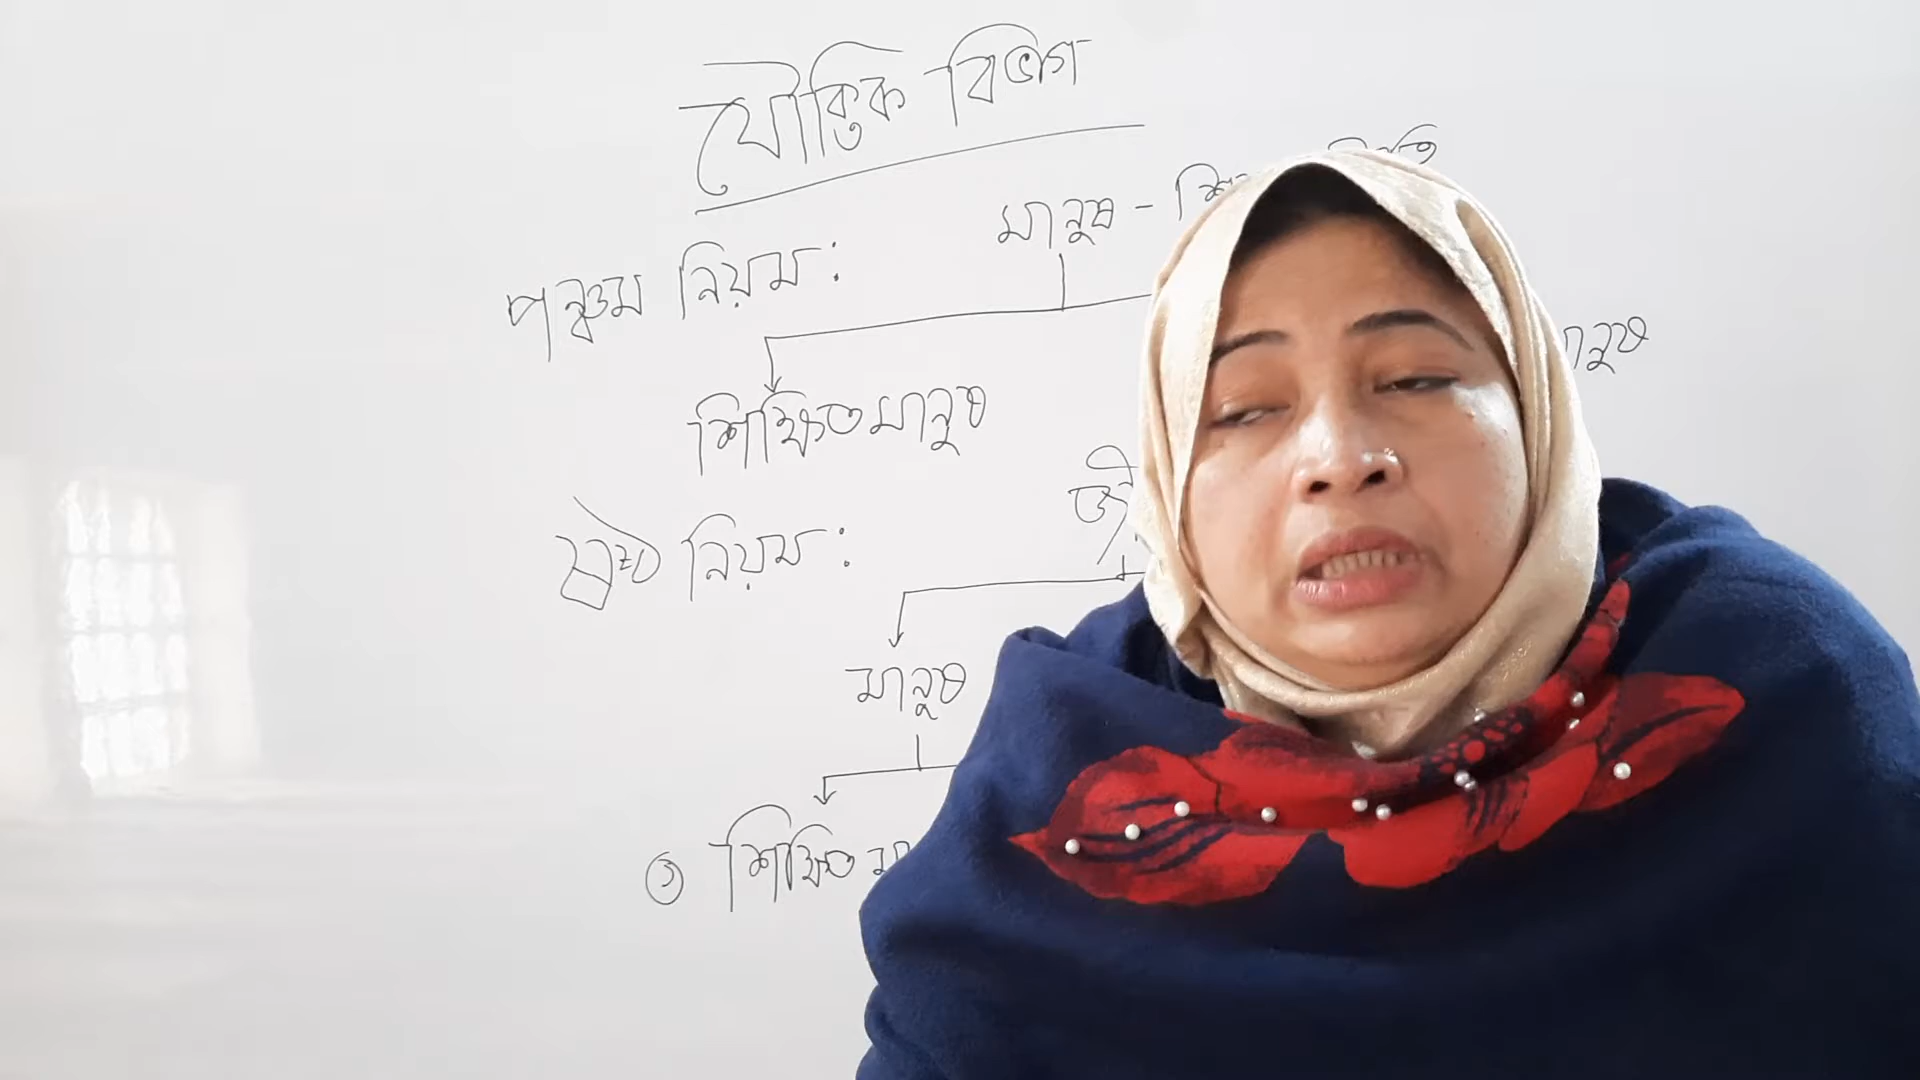 যৌক্তিক বিভাগ
মানুষ -
পঞ্চম নিয়ম :
শিক্ষিত মানুষ
ষষ্ঠ নিয়ম :
মানুষ
শিক্ষিত